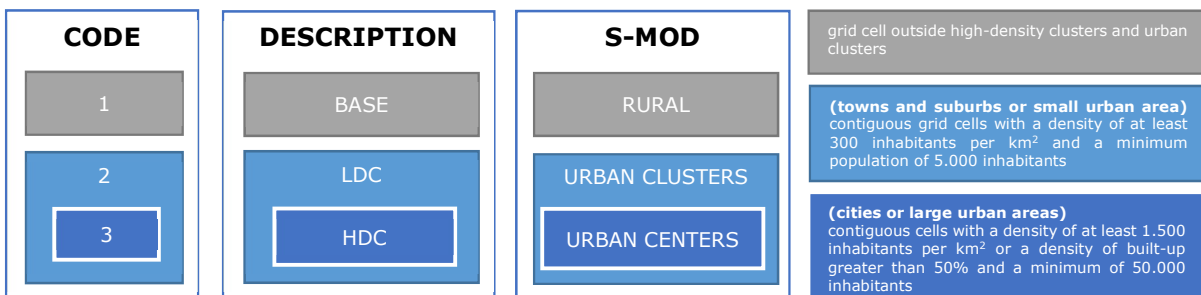 CODE
DESCRIPTION
S-MOD
grid cell outside high-density clusters and urban
clusters
1
BASE
RURAL
(towns and suburbs or small urban area)
contiguous grid cells with a density of at least
300 inhabitants per km² and a minimum
population of 5.000 inhabitants
2
LDC
URBAN CLUSTERS
3
HDC
URBAN CENTERS
(cities or large urban areas)
contiguous cells with a density of at least 1.500
inhabitants per km² or a density of built-up
greater than 50% and a minimum of 50.000
inhabitants